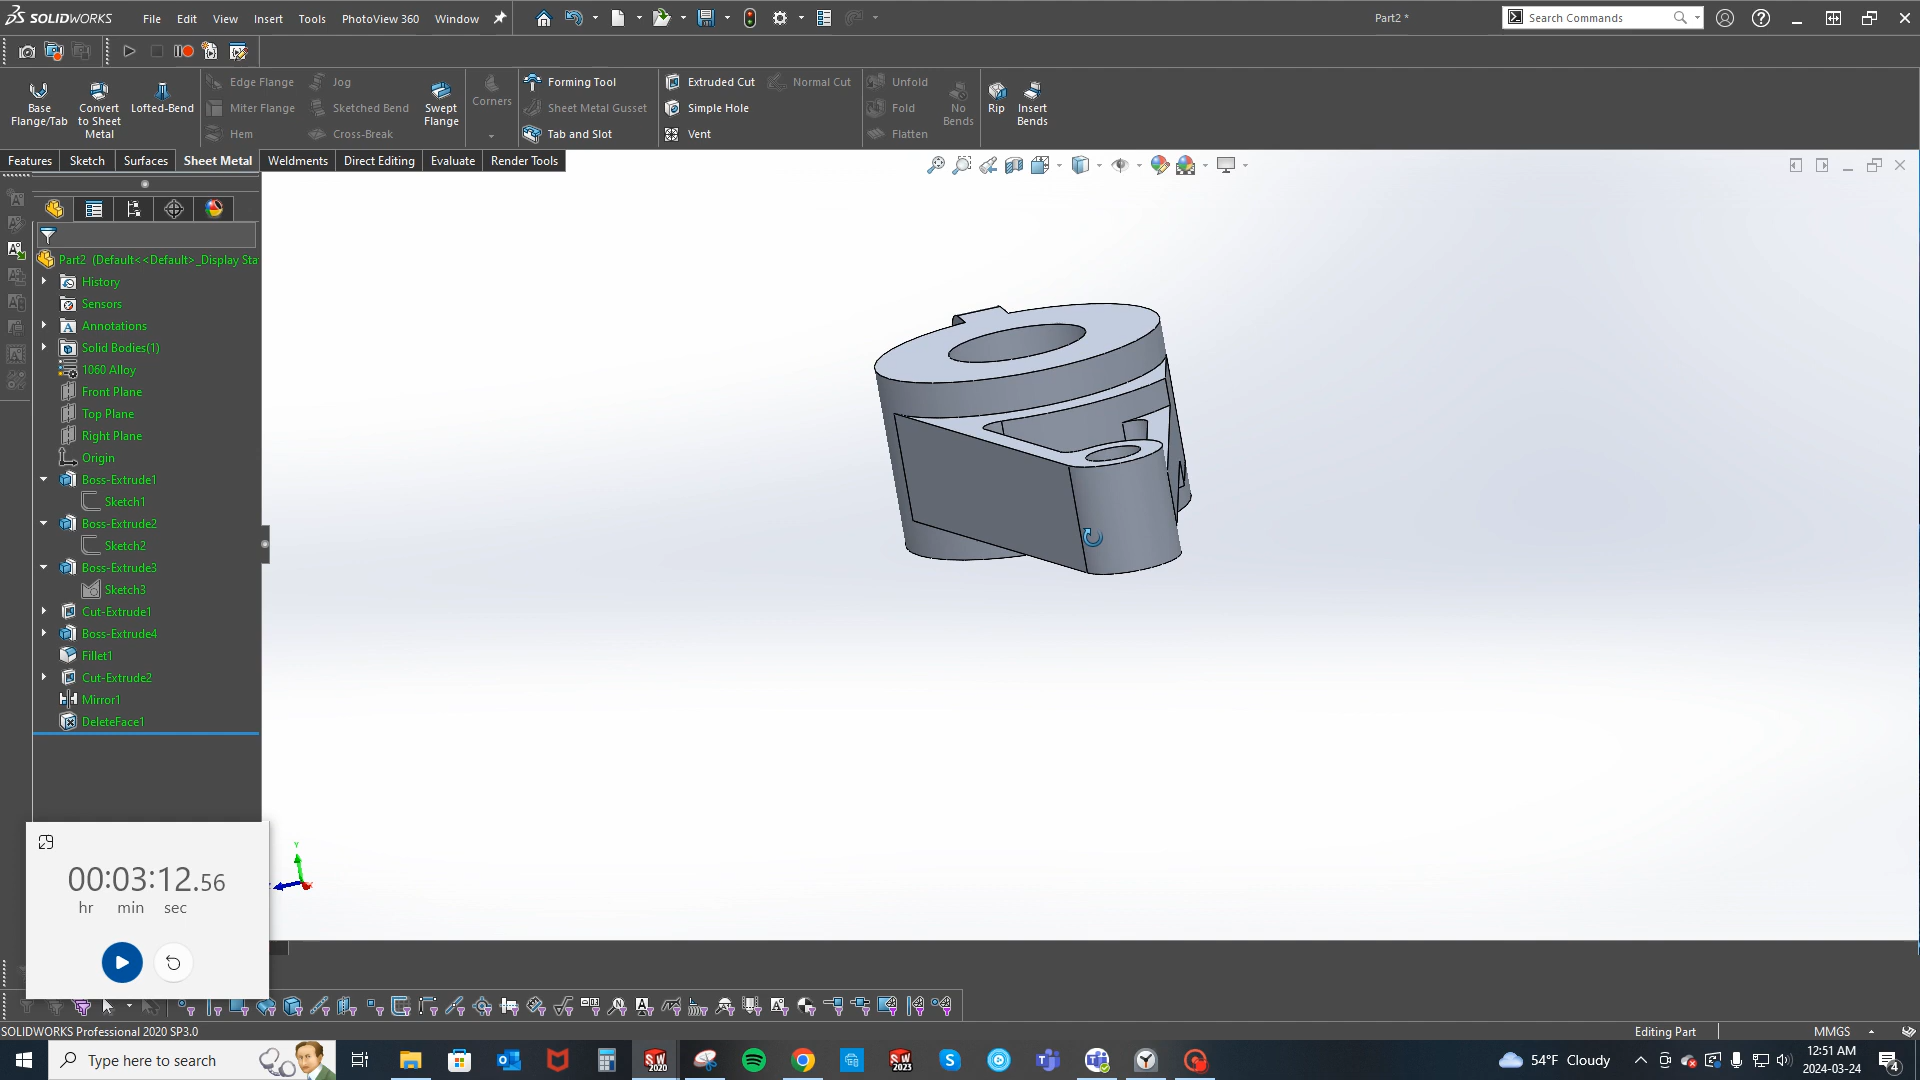 SOLIDWORKS File Edit View Insert Tools PhotoView 360 Window Part2 * Search Commands
Base Flange/Tab
Convert to Sheet Metal
Lofted-Bend
Edge Flange
Miter Flange
Hem
Jog
Sketched Bend
Cross-Break
Swept Flange
Corners
Forming Tool
Sheet Metal Gusset
Tab and Slot
Extruded Cut
Simple Hole
Vent
Normal Cut
Unfold
Fold
Flatten
No Bends
Rip
Insert Bends
Features Sketch Surfaces Sheet Metal Weldments Direct Editing Evaluate Render Tools
Part2 (Default<<Default>_Display Sta
History
Sensors
Annotations
Solid Bodies(1)
1060 Alloy
Front Plane
Top Plane
Right Plane
Origin
Boss-Extrude1
Sketch1
Boss-Extrude2
Sketch2
Boss-Extrude3
Sketch3
Cut-Extrude1
Boss-Extrude4
Fillet1
Cut-Extrude2
Mirror1
DeleteFace1
00:03:12.56
hr min sec
Y
SOLIDWORKS Professional 2020 SP3.0 Editing Part MMGS
Type here to search
SW 2020
SW 2023
54°F Cloudy
12:51 AM
2024-03-24
4